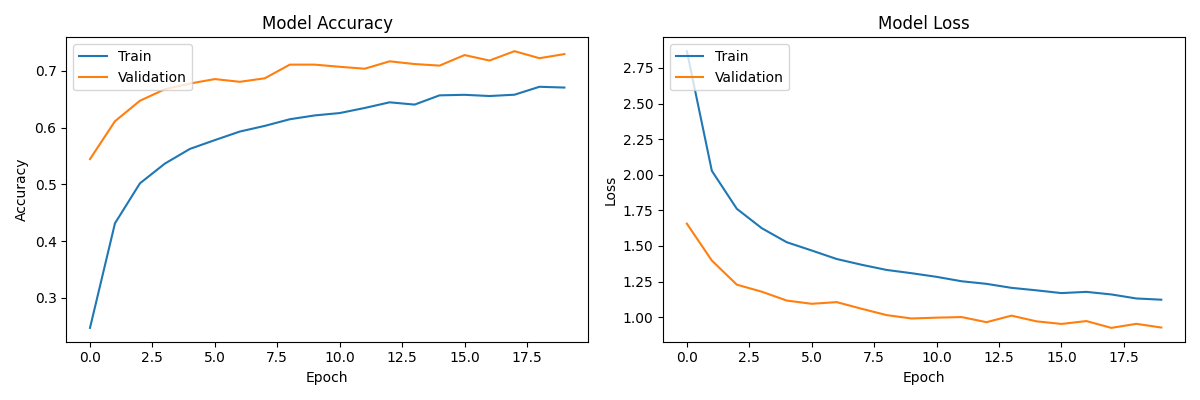 Model Accuracy
Train
Validation
0.7
0.6
0.5
0.4
0.3
Accuracy
0.0 2.5 5.0 7.5 10.0 12.5 15.0 17.5
Epoch
Model Loss
Train
Validation
2.75
2.50
2.25
2.00
1.75
1.50
1.25
1.00
Loss
0.0 2.5 5.0 7.5 10.0 12.5 15.0 17.5
Epoch